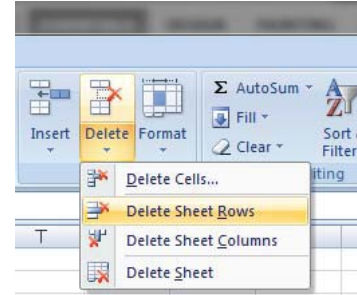 Σ AutoSum
Fill
Clear
Insert Delete Format
Sort
Filter
iting
Delete Cells...
Delete Sheet Rows
T
Delete Sheet Columns
Delete Sheet